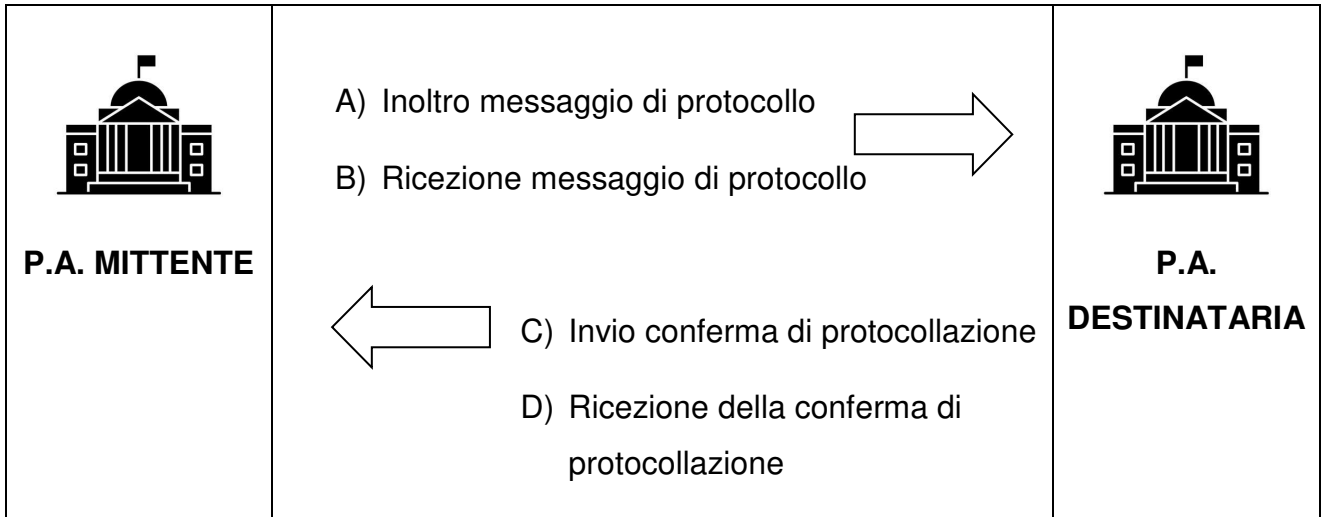 A) Inoltro messaggio di protocollo
B) Ricezione messaggio di protocollo
P.A. MITTENTE
P.A.
DESTINATARIA
C) Invio conferma di protocollazione
D) Ricezione della conferma di
protocollazione